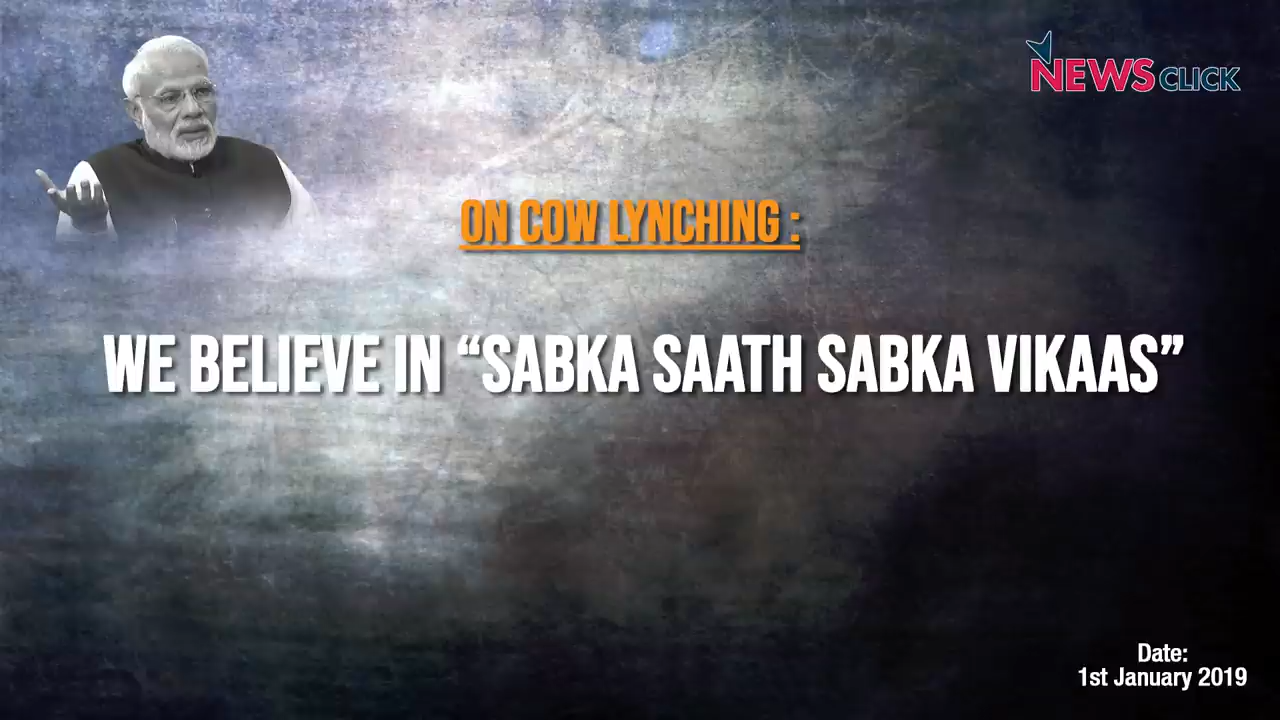 NEWSCLICK
ON COW LYNCHING :
WE BELIEVE IN “SABKA SAATH SABKA VIKAAS”
Date:
1st January 2019